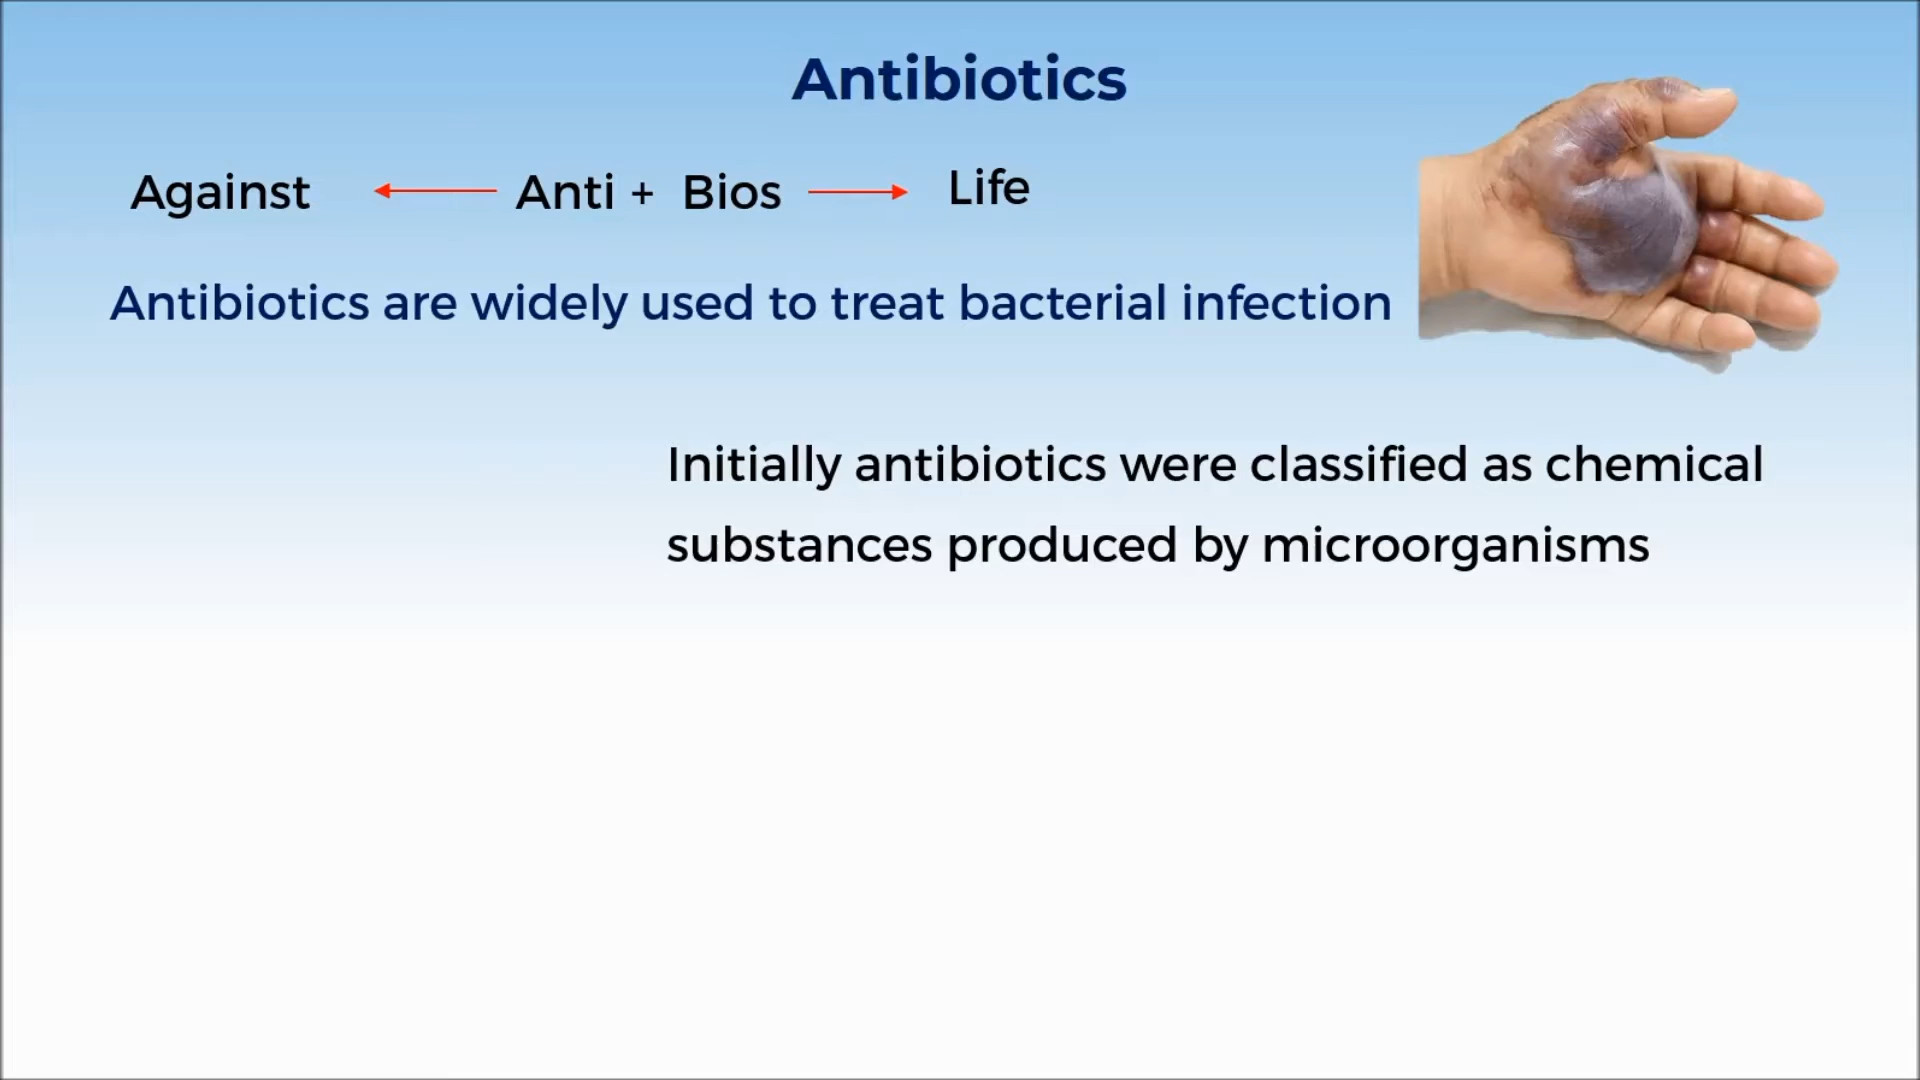 Antibiotics
Against Anti + Bios Life
Antibiotics are widely used to treat bacterial infection
Initially antibiotics were classified as chemical
substances produced by microorganisms